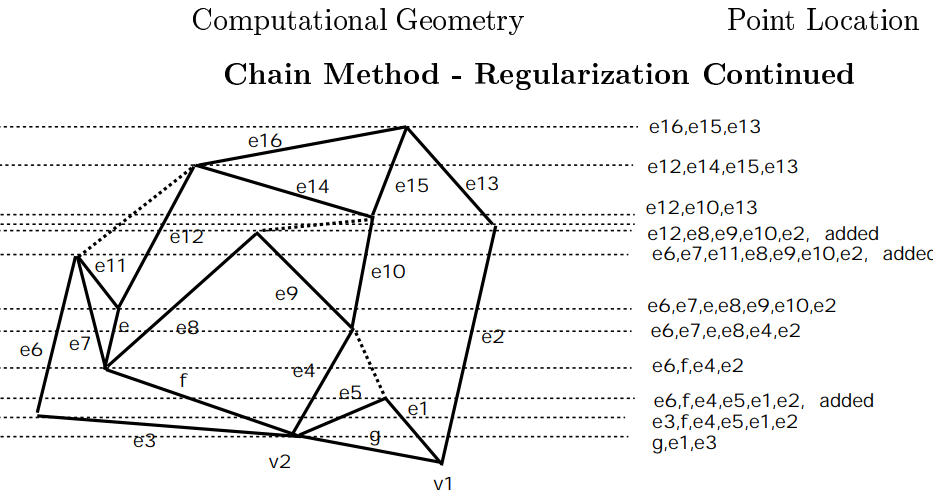 Computational Geometry Point Location
Chain Method - Regularization Continued
e16,e15,e13
e16
e12,e14,e15,e13
e14
e15
e13
e12,e10,e13
e12
e12,e8,e9,e10,e2, added
e6,e7,e11,e8,e9,e10,e2, added
e11
e10
e9
e6,e7,e,e8,e9,e10,e2
e
e8
e6,e7,e,e8,e4,e2
e2
e6
e7
e6,f,e4,e2
e4
f
e5
e6,f,e4,e5,e1,e2, added
e1
e3,f,e4,e5,e1,e2
e3
g
g,e1,e3
v2
v1